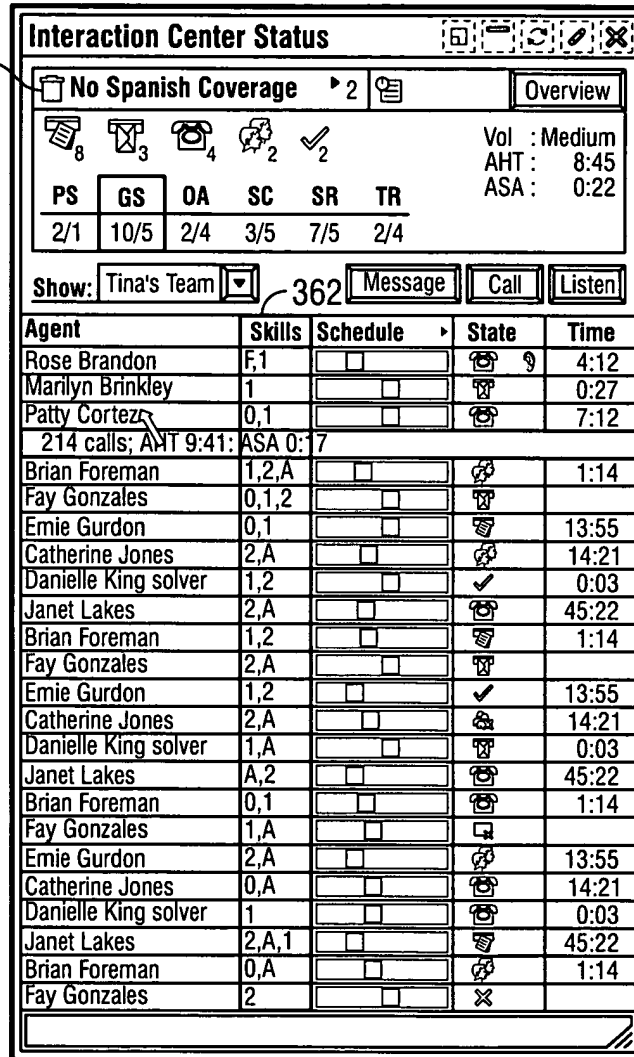 Interaction Center Status
No Spanish Coverage 2 Overview
8 3 4 2 2 Vol : Medium
AHT : 8:45
ASA : 0:22
PS GS OA SC SR TR
2/1 10/5 2/4 3/5 7/5 2/4
Show: Tina's Team 362 Message Call Listen
Agent Skills Schedule State Time
Rose Brandon F,1 4:12
Marilyn Brinkley 1 0:27
Patty Cortez 0,1 7:12
214 calls; AHT 9:41: ASA 0:17
Brian Foreman 1,2,A 1:14
Fay Gonzales 0,1,2
Ernie Gurdon 0,1 13:55
Catherine Jones 2,A 14:21
Danielle King solver 1,2 0:03
Janet Lakes 2,A 45:22
Brian Foreman 1,2 1:14
Fay Gonzales 2,A
Ernie Gurdon 1,2 13:55
Catherine Jones 2,A 14:21
Danielle King solver 1,A 0:03
Janet Lakes A,2 45:22
Brian Foreman 0,1 1:14
Fay Gonzales 1,A
Ernie Gurdon 2,A 13:55
Catherine Jones 0,A 14:21
Danielle King solver 1 0:03
Janet Lakes 2,A,1 45:22
Brian Foreman 0,A 1:14
Fay Gonzales 2